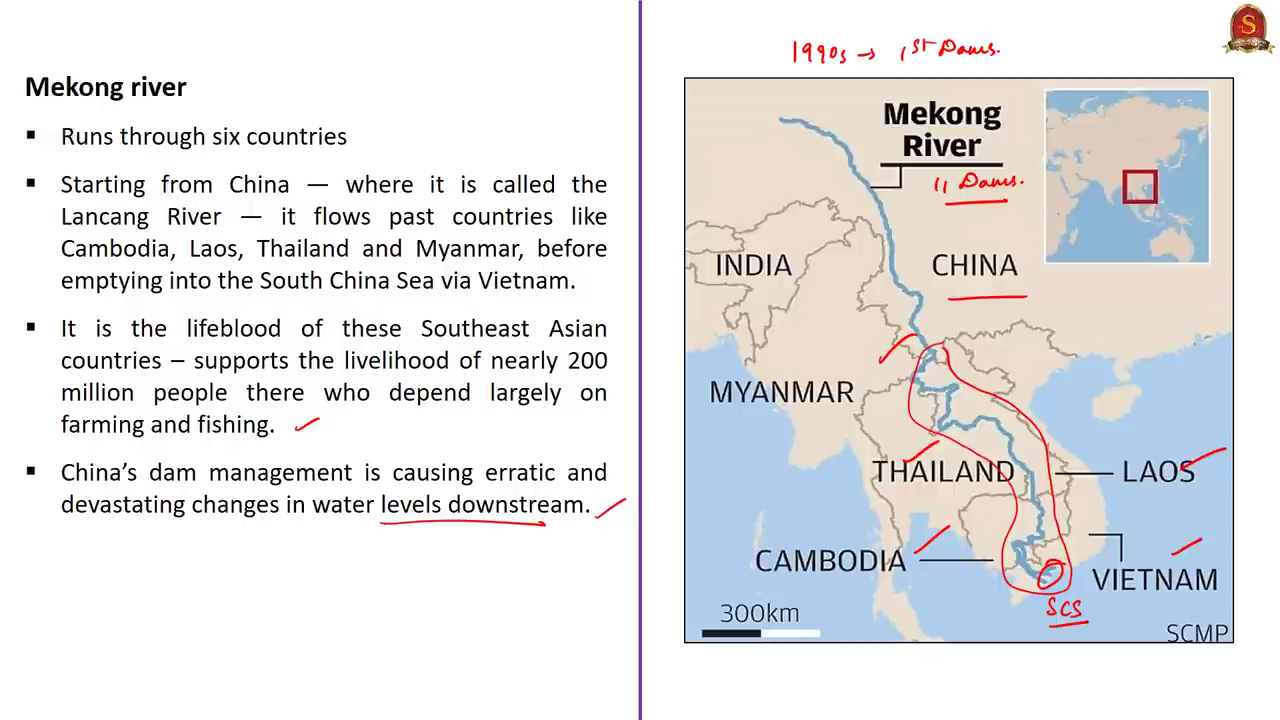 Mekong river
▪ Runs through six countries
▪ Starting from China — where it is called the
Lancang River — it flows past countries like
Cambodia, Laos, Thailand and Myanmar, before
emptying into the South China Sea via Vietnam.
▪ It is the lifeblood of these Southeast Asian
countries – supports the livelihood of nearly 200
million people there who depend largely on
farming and fishing.
▪ China’s dam management is causing erratic and
devastating changes in water levels downstream.
1990s → 1st Dams.
Mekong
River
11 Dams.
INDIA
CHINA
MYANMAR
THAILAND
LAOS
CAMBODIA
VIETNAM
SCS
300km
SCMP
S